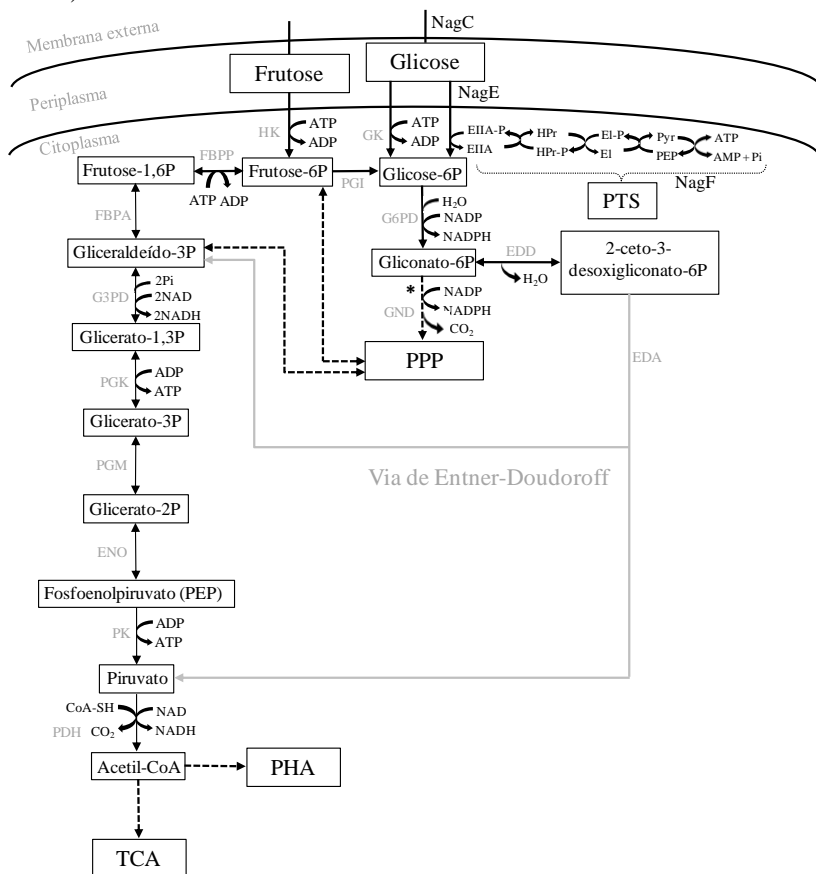 NagC
Membrana externa
Frutose
Glicose
Periplasma
NagE
Citoplasma
HK
ATP
ADP
GK
ATP
ADP
EIIA-P
EIIA
HPr
HPr-P
EI-P
EI
Pyr
PEP
ATP
AMP + Pi
NagF
PTS
Frutose-1,6P
FBPP
ATP ADP
Frutose-6P
PGI
Glicose-6P
FBPA
G6PD
H₂O
NADP
NADPH
Gliceraldeído-3P
Gliconato-6P
EDD
H₂O
2-ceto-3-
desoxigliconato-6P
G3PD
2Pi
2NAD
2NADH
*
GND
NADP
NADPH
CO₂
Glicerato-1,3P
PPP
EDA
PGK
ADP
ATP
Glicerato-3P
PGM
Via de Entner-Doudoroff
Glicerato-2P
ENO
Fosfoenolpiruvato (PEP)
PK
ADP
ATP
Piruvato
CoA-SH
NAD
PDH
CO₂
NADH
Acetil-CoA
PHA
TCA